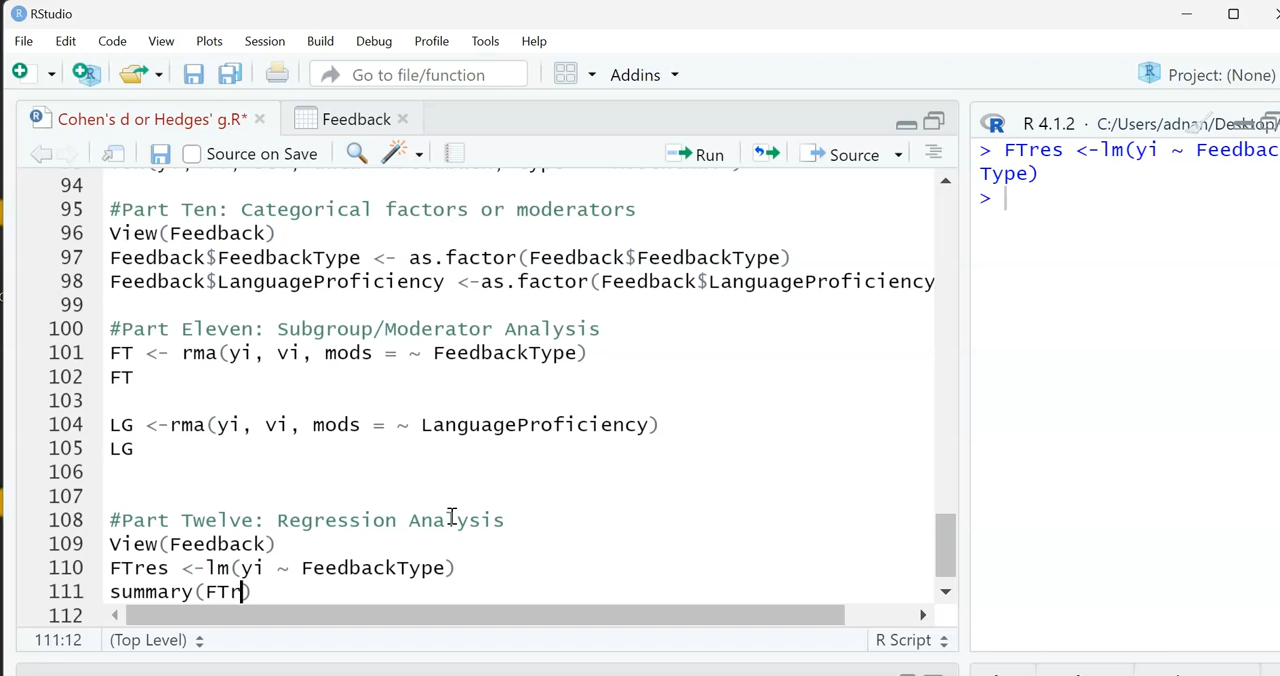 RStudio
File Edit Code View Plots Session Build Debug Profile Tools Help
Go to file/function Addins Project: (None)
Cohen's d or Hedges' g.R* Feedback
Source on Save Run Source
94
95 #Part Ten: Categorical factors or moderators
96 View(Feedback)
97 Feedback$FeedbackType <- as.factor(Feedback$FeedbackType)
98 Feedback$LanguageProficiency <-as.factor(Feedback$LanguageProficiency
99
100 #Part Eleven: Subgroup/Moderator Analysis
101 FT <- rma(yi, vi, mods = ~ FeedbackType)
102 FT
103
104 LG <-rma(yi, vi, mods = ~ LanguageProficiency)
105 LG
106
107
108 #Part Twelve: Regression Analysis
109 View(Feedback)
110 FTres <-lm(yi ~ FeedbackType)
111 summary(FTr)
112
111:12 (Top Level) R Script
R 4.1.2 · C:/Users/adnan/Desktop/
> FTres <-lm(yi ~ Feedbac
Type)
>